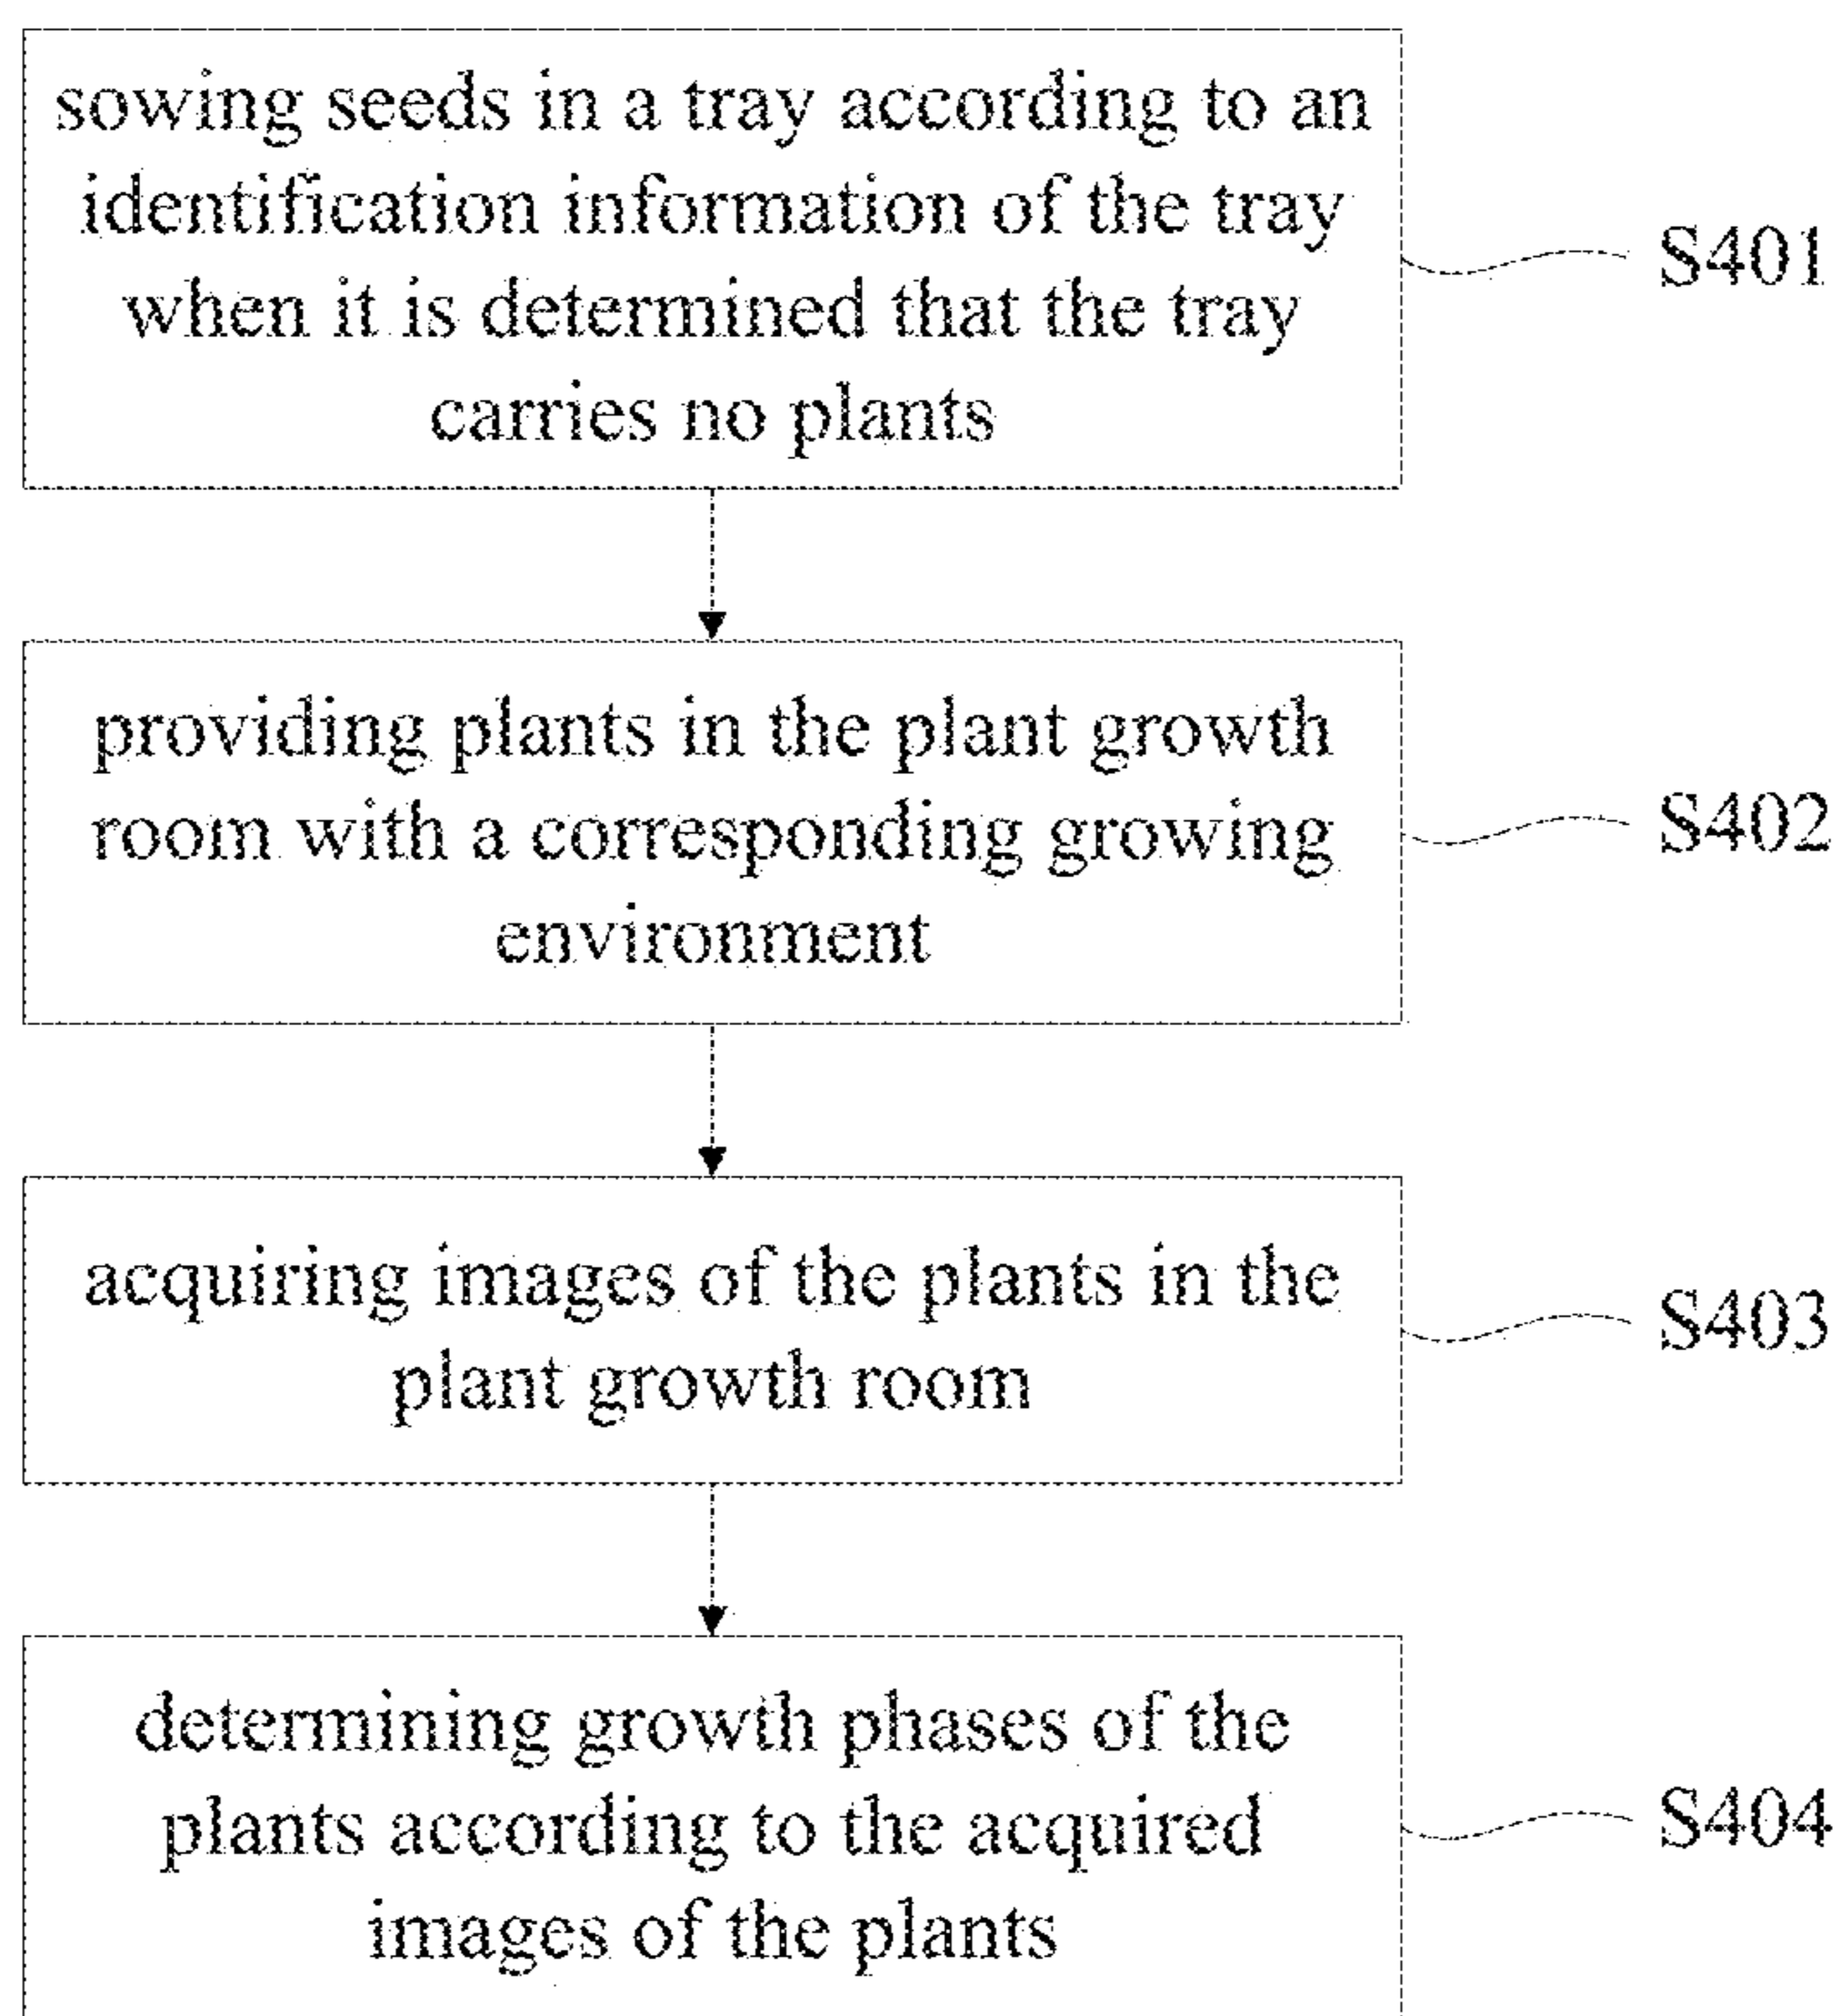 sowing seeds in a tray according to an
identification information of the tray
when it is determined that the tray
carries no plants
S401
providing plants in the plant growth
room with a corresponding growing
environment
S402
acquiring images of the plants in the
plant growth room
S403
determining growth phases of the
plants according to the acquired
images of the plants
S404